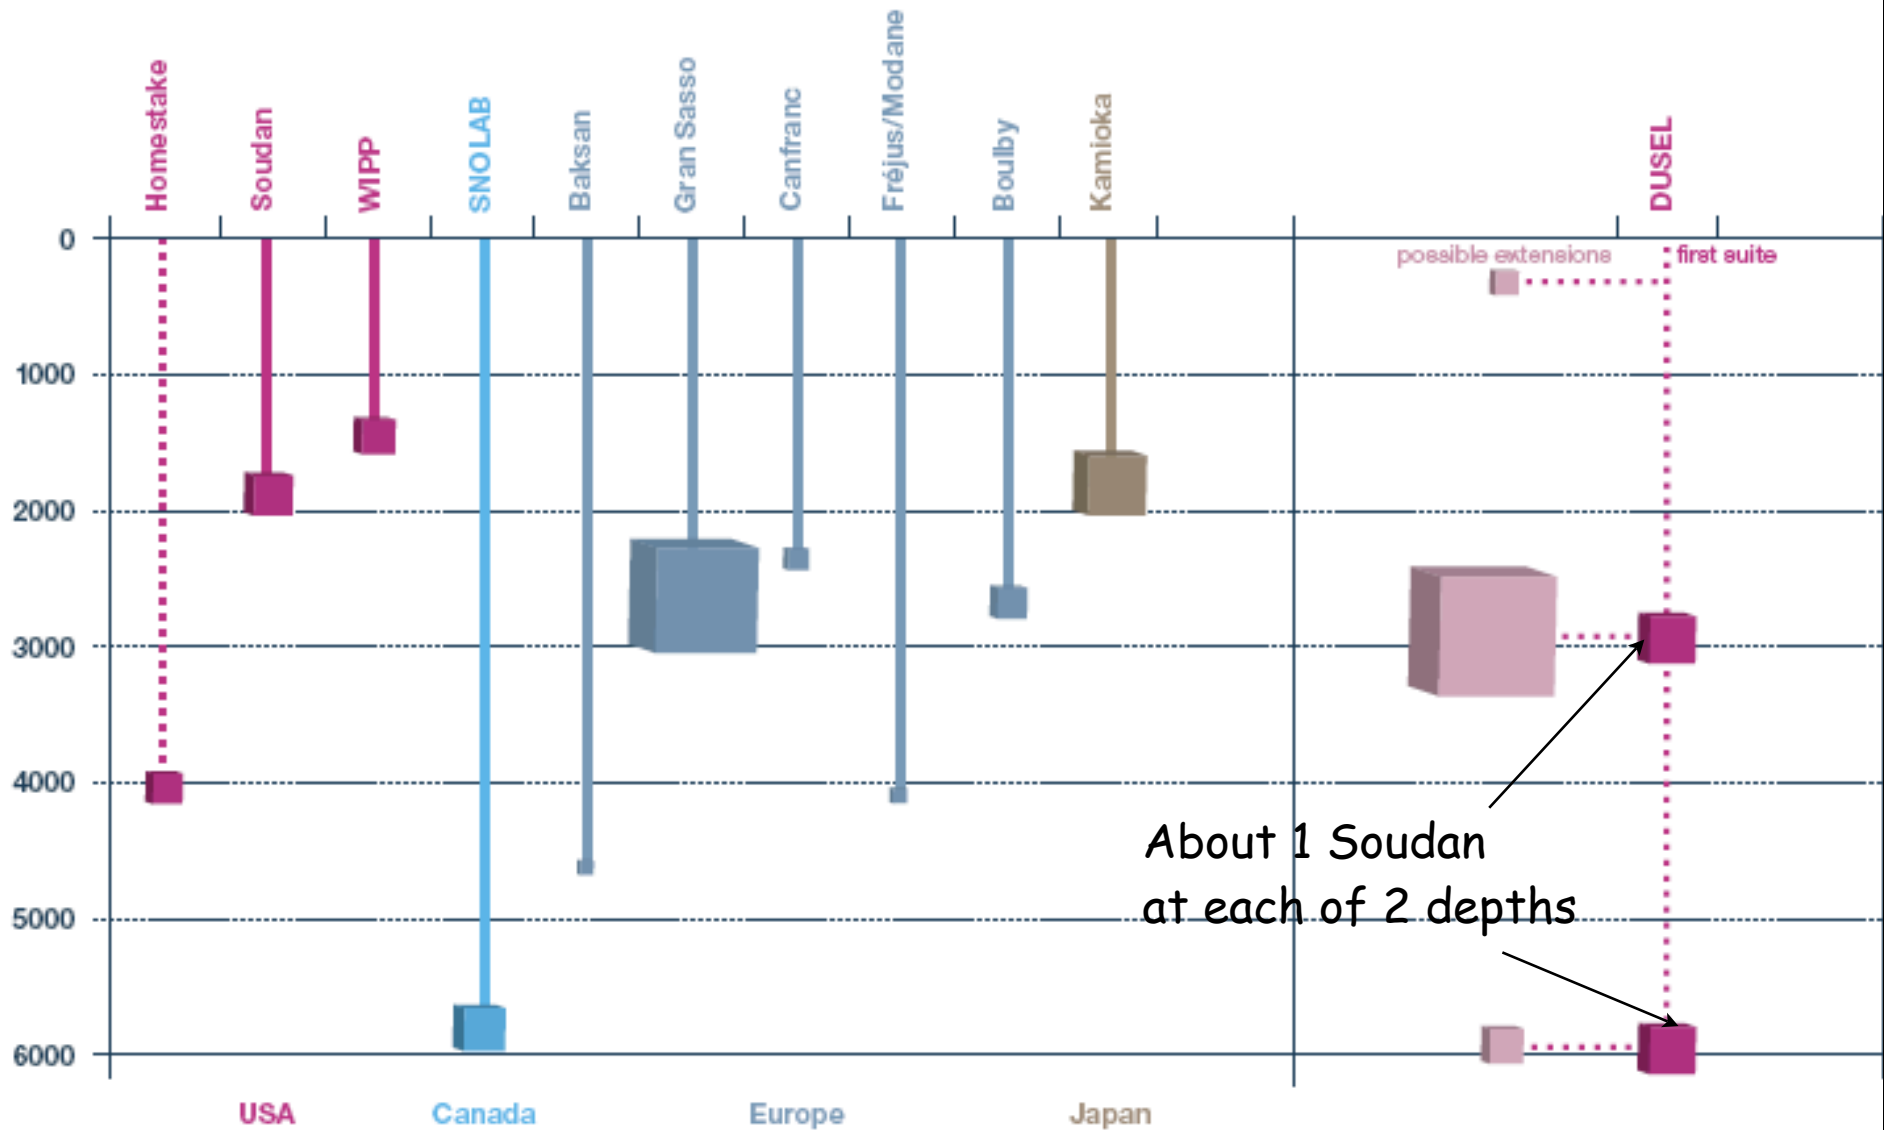 Homestake
Soudan
WIPP
SNOLAB
Baksan
Gran Sasso
Canfranc
Fréjus/Modane
Boulby
Kamioka
DUSEL
0
possible extensions
first suite
1000
2000
3000
4000
About 1 Soudan
at each of 2 depths
5000
6000
USA
Canada
Europe
Japan